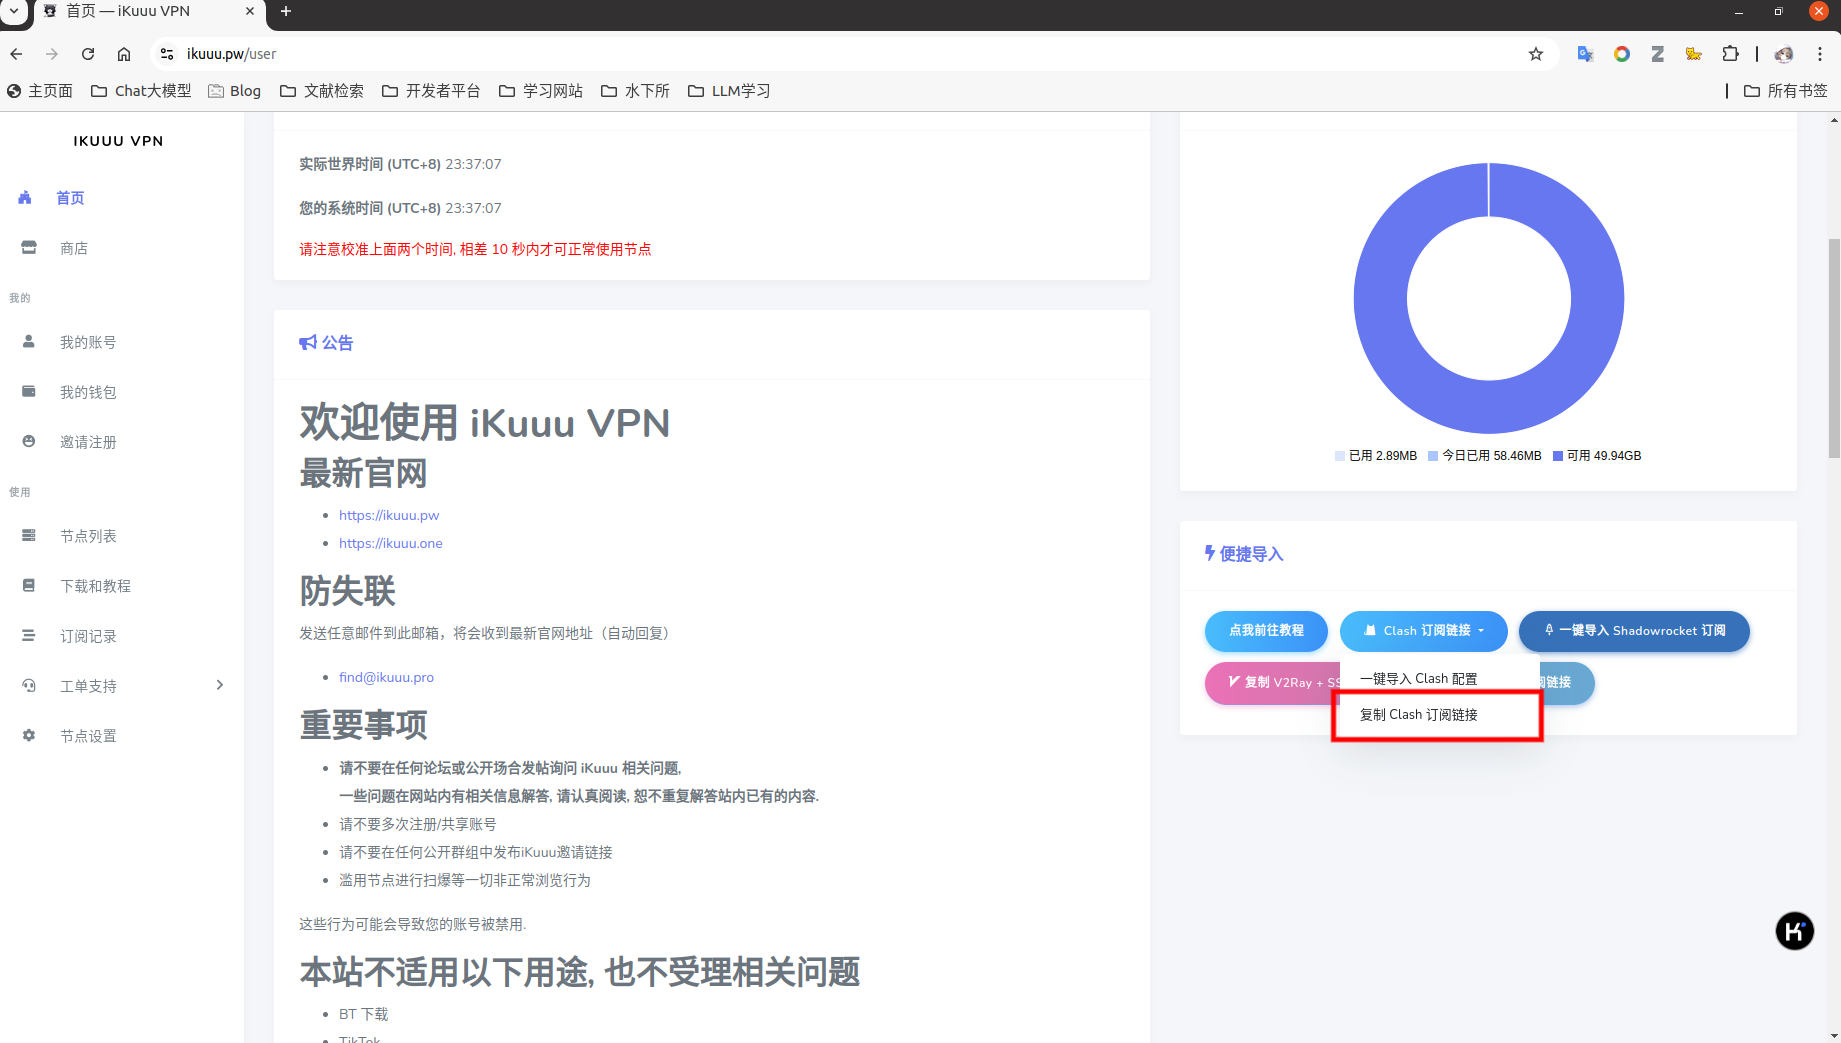 首页 — iKuuu VPN
ikuuu.pw/user
主页面
Chat大模型
Blog
文献检索
开发者平台
学习网站
水下所
LLM学习
所有书签
IKUUU VPN
首页
商店
我的
我的账号
我的钱包
邀请注册
使用
节点列表
下载和教程
订阅记录
工单支持
节点设置
实际世界时间 (UTC+8) 23:37:07
您的系统时间 (UTC+8) 23:37:07
请注意校准上面两个时间, 相差 10 秒内才可正常使用节点
公告
欢迎使用 iKuuu VPN
最新官网
https://ikuuu.pw
https://ikuuu.one
防失联
发送任意邮件到此邮箱，将会收到最新官网地址（自动回复）
find@ikuuu.pro
重要事项
请不要在任何论坛或公开场合发帖询问 iKuuu 相关问题,
一些问题在网站内有相关信息解答, 请认真阅读, 恕不重复解答站内已有的内容.
请不要多次注册/共享账号
请不要在任何公开群组中发布iKuuu邀请链接
滥用节点进行扫爆等一切非正常浏览行为
这些行为可能会导致您的账号被禁用.
本站不适用以下用途, 也不受理相关问题
BT 下载
TikTok
已用 2.89MB 今日已用 58.46MB 可用 49.94GB
便捷导入
点我前往教程
Clash 订阅链接
一键导入 Shadowrocket 订阅
复制 V2Ray + SS
阅链接
一键导入 Clash 配置
复制 Clash 订阅链接